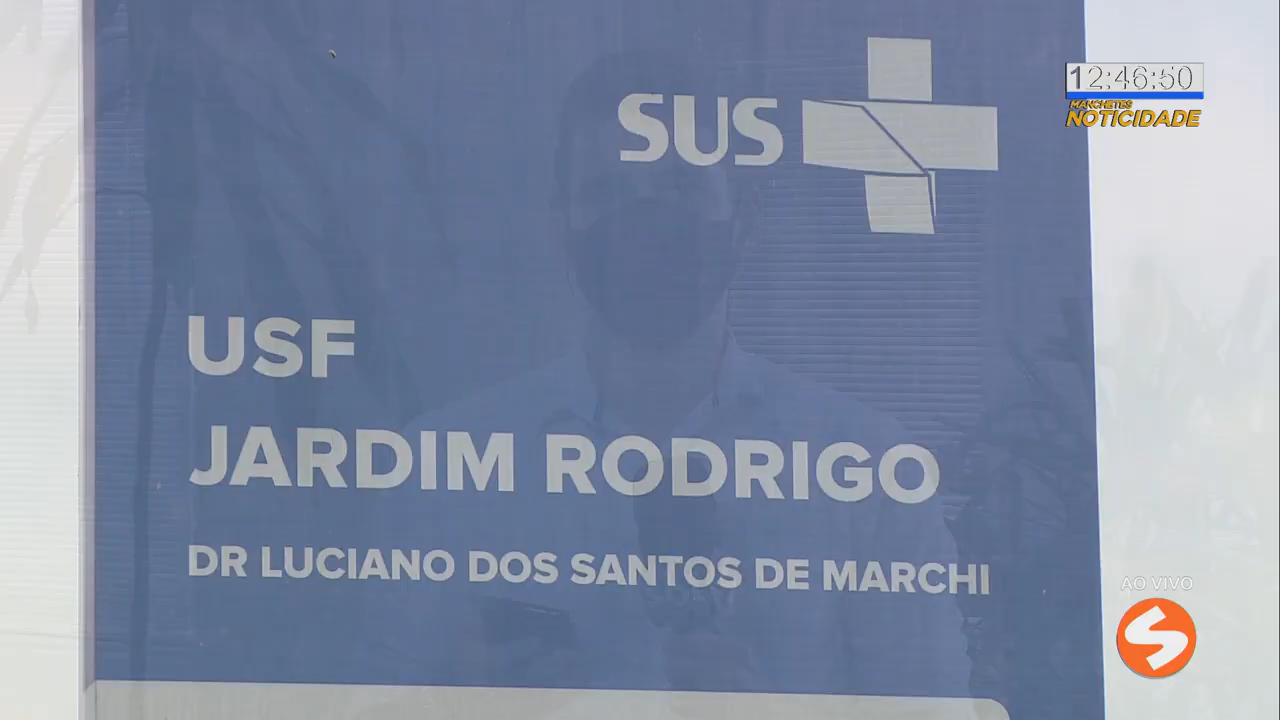 SUS
12:46:50
MANCHETES
NOTICIDADE
USF
JARDIM RODRIGO
DR LUCIANO DOS SANTOS DE MARCHI
AO VIVO
S